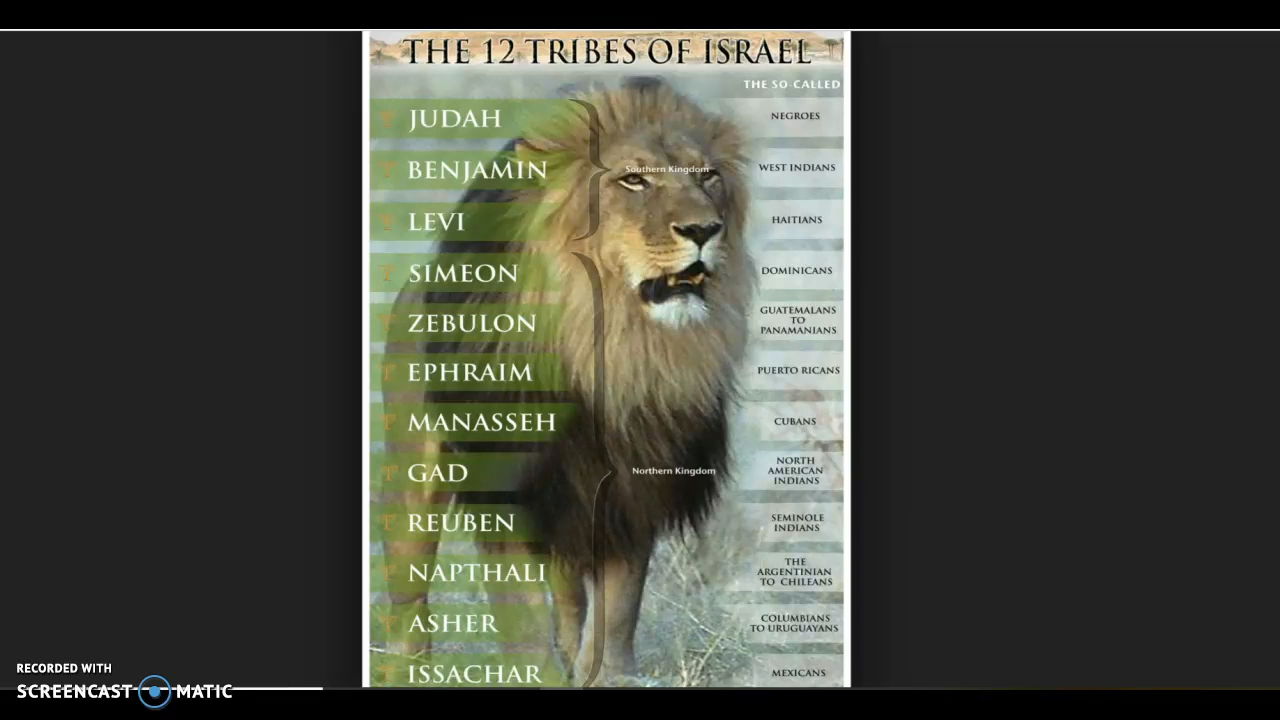 THE 12 TRIBES OF ISRAEL
THE SO-CALLED
JUDAH
NEGROES
BENJAMIN
Southern Kingdom
WEST INDIANS
LEVI
HAITIANS
SIMEON
DOMINICANS
ZEBULON
GUATEMALANS
TO
PANAMANIANS
EPHRAIM
PUERTO RICANS
MANASSEH
CUBANS
GAD
Northern Kingdom
NORTH
AMERICAN
INDIANS
REUBEN
SEMINOLE
INDIANS
NAPTHALI
THE
ARGENTINIAN
TO CHILEANS
ASHER
COLUMBIANS
TO URUGUAYANS
ISSACHAR
MEXICANS
RECORDED WITH
SCREENCAST MATIC